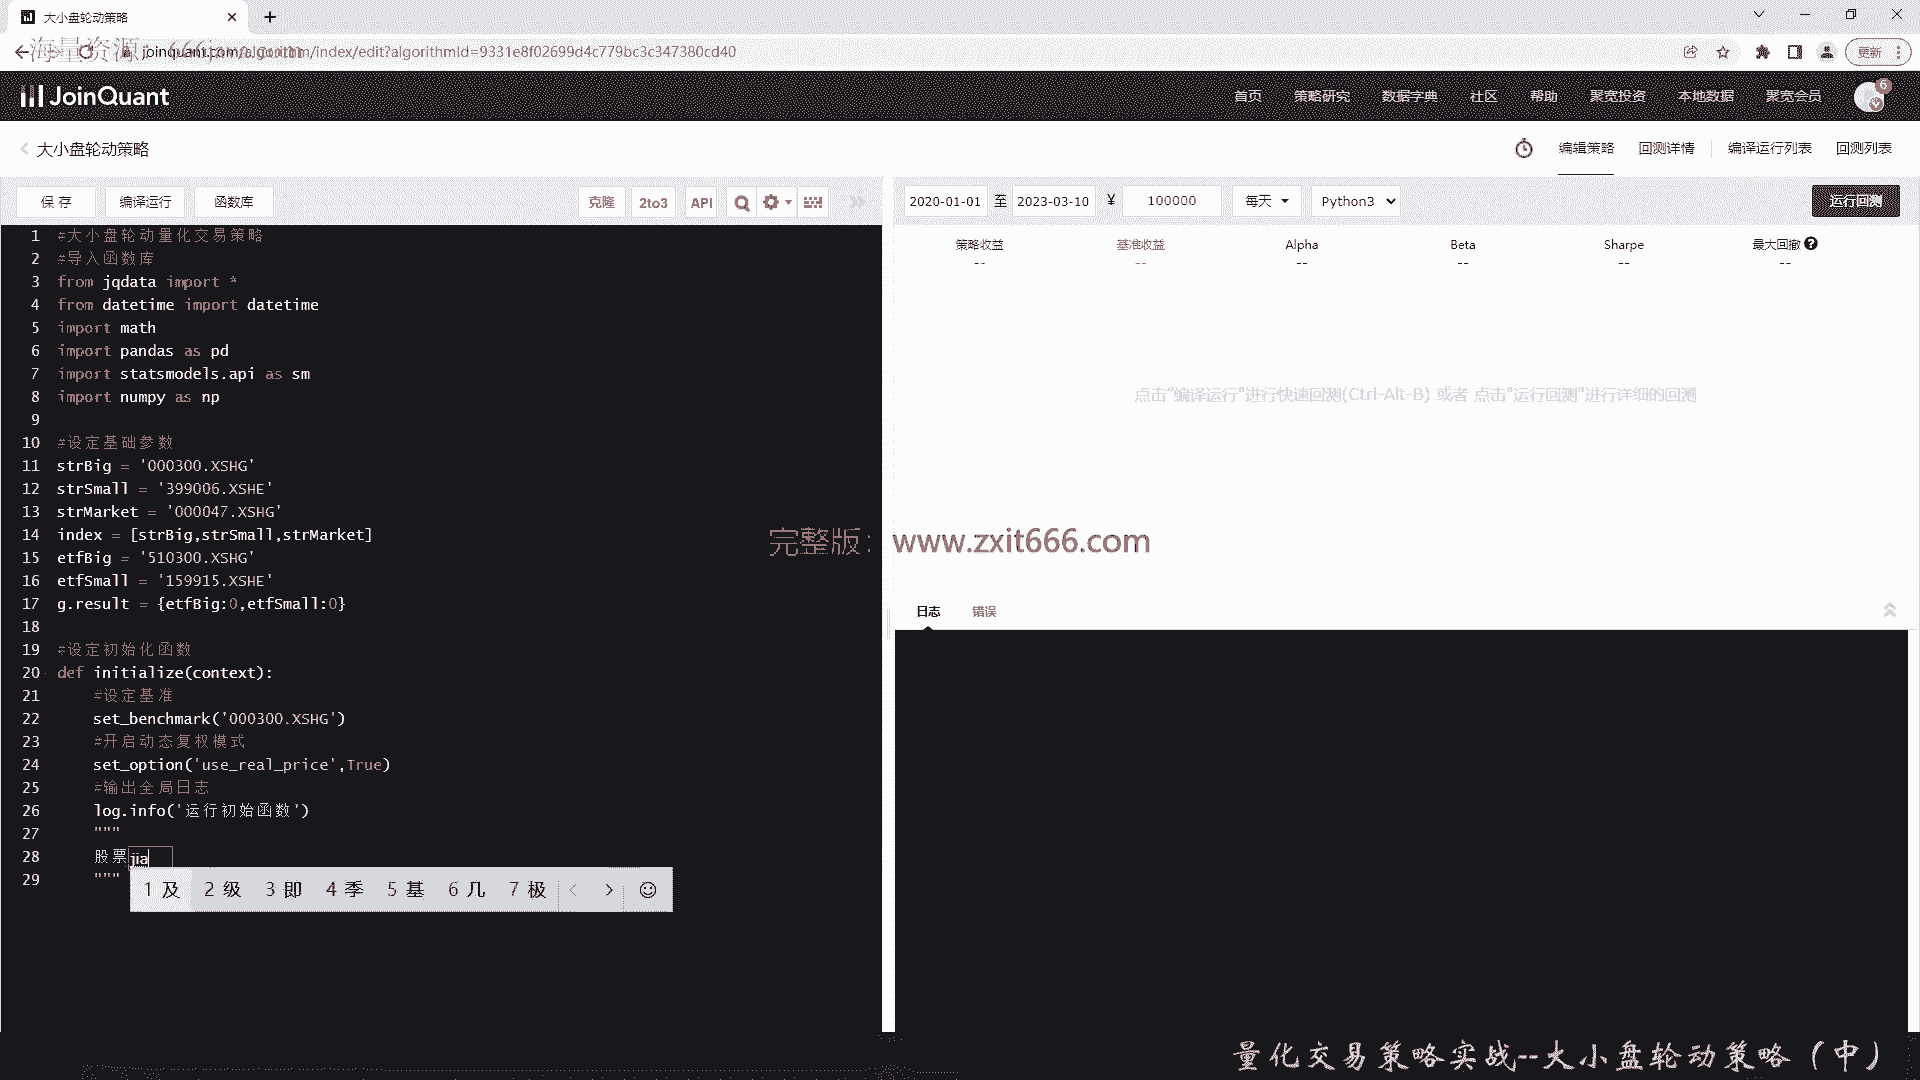 大小盘轮动策略
海量资源：666java.com
joinquant.com/algorithm/index/edit?algorithmId=9331e8f02699d4c779bc3c347380cd40
更新
JoinQuant
首页 策略研究 数据字典 社区 帮助 聚宽投资 本地数据 聚宽会员 6
大小盘轮动策略
编辑策略 回测详情 编译运行列表 回测列表
保存 编译运行 函数库 克隆 2to3 API
2020-01-01 至 2023-03-10 ¥ 100000 每天 Python3 运行回测
策略收益 基准收益 Alpha Beta Sharpe 最大回撤
-- -- -- -- -- --
点击"编译运行"进行快速回测(Ctrl-Alt-B) 或者 点击"运行回测"进行详细的回测
1 #大小盘轮动量化交易策略
2 #导入函数库
3 from jqdata import *
4 from datetime import datetime
5 import math
6 import pandas as pd
7 import statsmodels.api as sm
8 import numpy as np
9
10 #设定基础参数
11 strBig = '000300.XSHG'
12 strSmall = '399006.XSHE'
13 strMarket = '000047.XSHG'
14 index = [strBig,strSmall,strMarket]
15 etfBig = '510300.XSHG'
16 etfSmall = '159915.XSHE'
17 g.result = {etfBig:0,etfSmall:0}
18
19 #设定初始化函数
20 def initialize(context):
21 #设定基准
22 set_benchmark('000300.XSHG')
23 #开启动态复权模式
24 set_option('use_real_price',True)
25 #输出全局日志
26 log.info('运行初始函数')
27 """
28 股票jia
29 """
1 及 2 级 3 即 4 季 5 基 6 几 7 极
完整版：www.zxit666.com
日志 错误
量化交易策略实战--大小盘轮动策略（中）